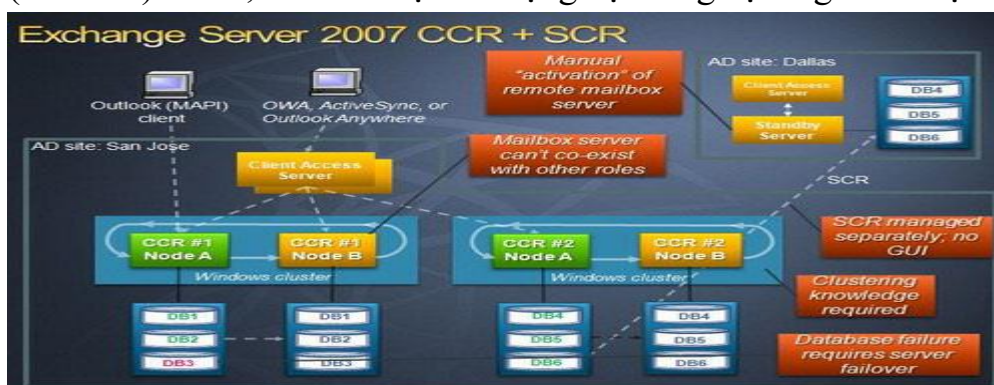 Exchange Server 2007 CCR + SCR
Outlook (MAPI)
client
OWA, ActiveSync, or
Outlook Anywhere
Manual
"activation" of
remote mailbox
server
AD site: Dallas
Client Access
Server
Standby
Server
DB4
DB5
DB6
AD site: San Jose
Client Access
Server
Mailbox server
can't co-exist
with other roles
SCR
SCR managed
separately; no
GUI
CCR #1
Node A
CCR #1
Node B
Windows cluster
CCR #2
Node A
CCR #2
Node B
Windows cluster
Clustering
knowledge
required
DB1
DB2
DB3
DB1
DB2
DB3
DB4
DB5
DB6
DB4
DB5
DB6
Database failure
requires server
failover